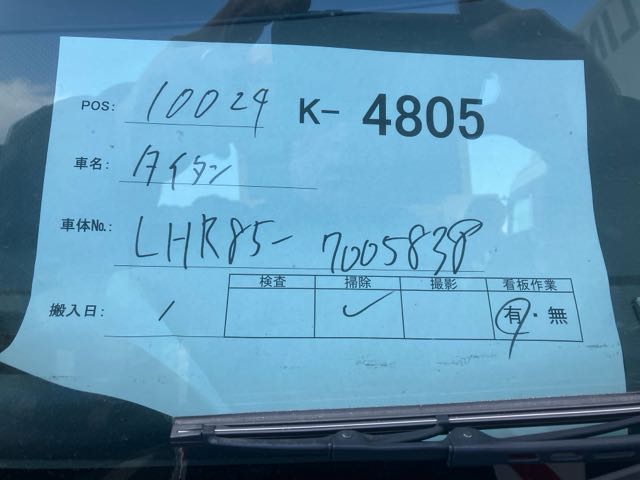 POS: 10024 K- 4805
車名: タイタン
車体No.: LHR85- 7005838
検査 掃除 撮影 看板作業
搬入日: / ✓ 有・無